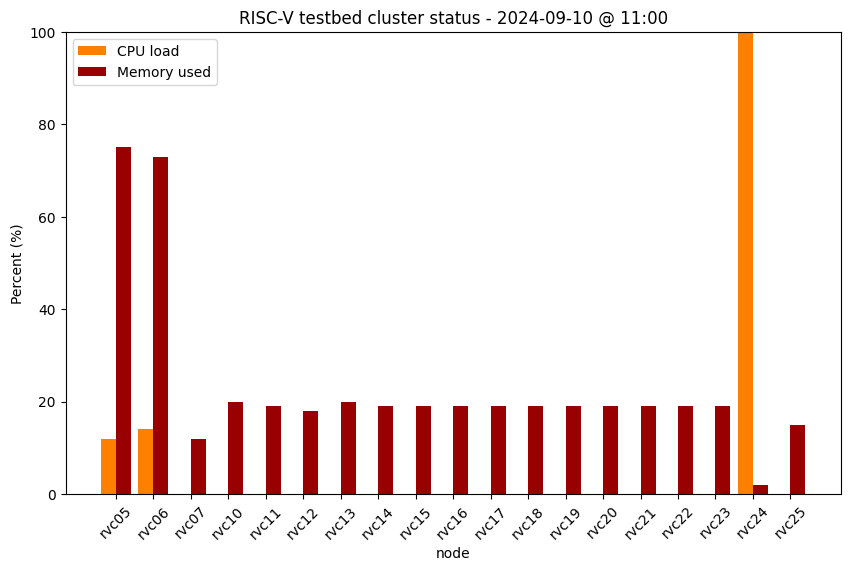 RISC-V testbed cluster status - 2024-09-10 @ 11:00
CPU load
Memory used
Percent (%)
100
80
60
40
20
0
rvc05 rvc06 rvc07 rvc10 rvc11 rvc12 rvc13 rvc14 rvc15 rvc16 rvc17 rvc18 rvc19 rvc20 rvc21 rvc22 rvc23 rvc24 rvc25
node